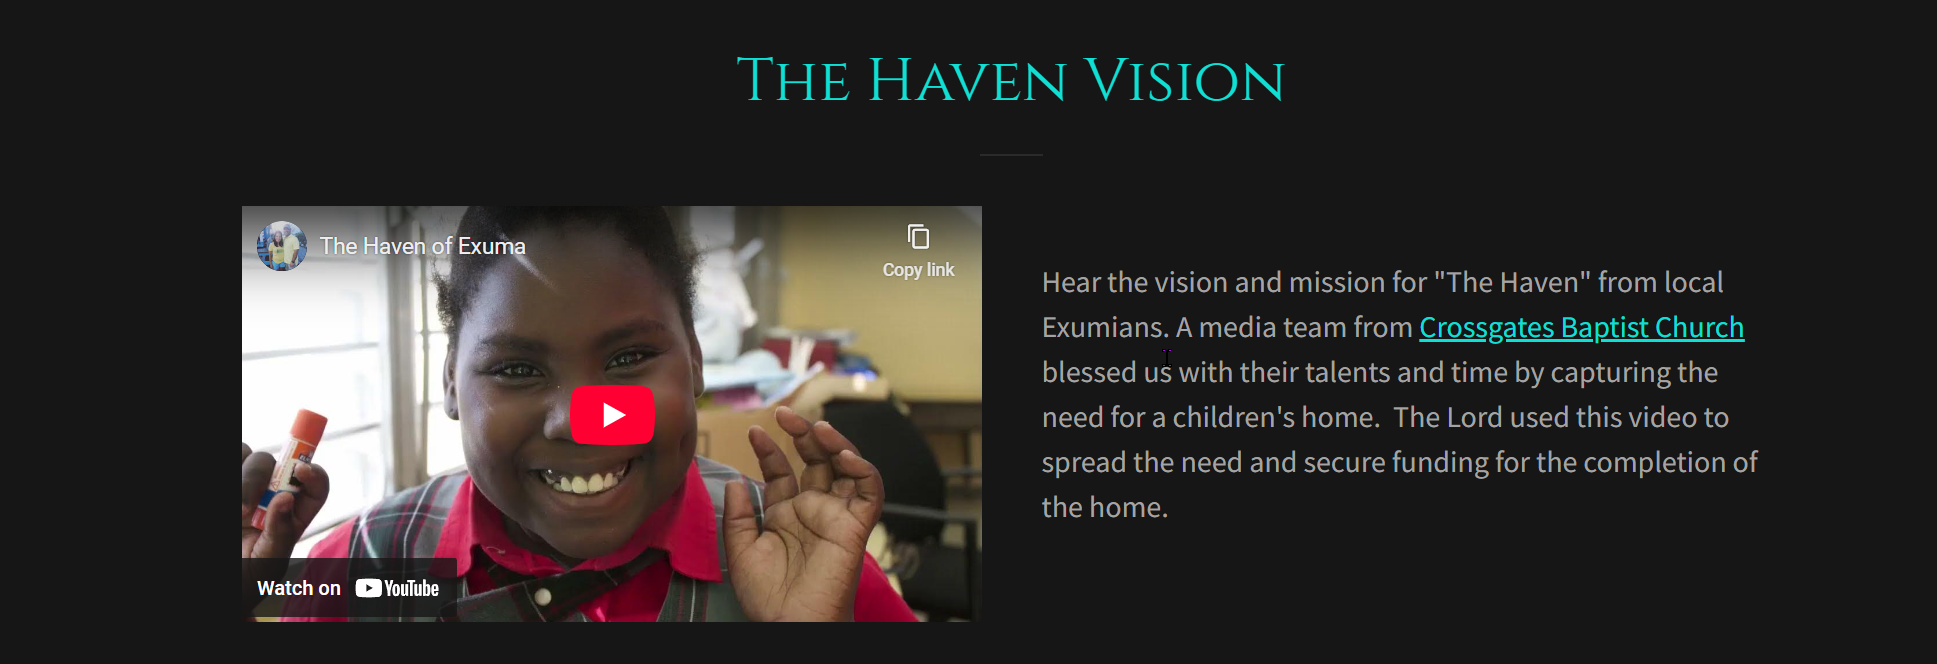 The Haven Vision
The Haven of Exuma
Copy link
Watch on YouTube
Hear the vision and mission for "The Haven" from local
Exumians. A media team from Crossgates Baptist Church
blessed us with their talents and time by capturing the
need for a children's home.  The Lord used this video to
spread the need and secure funding for the completion of
the home.